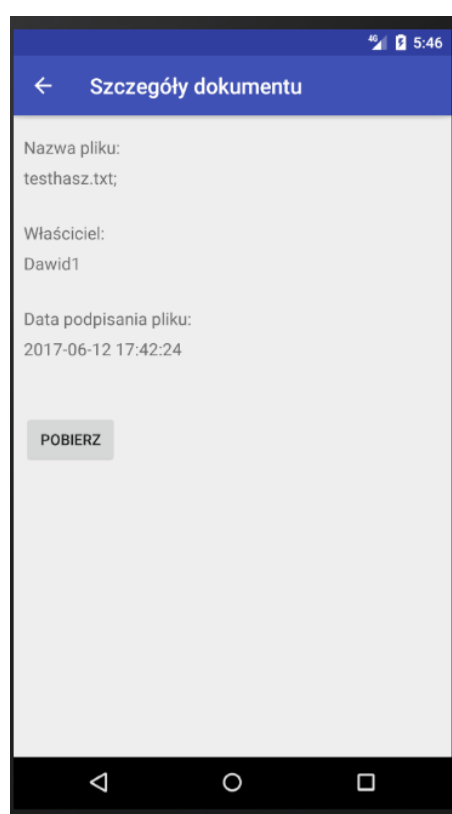 4G 5:46
Szczegóły dokumentu
Nazwa pliku:
testhasz.txt;
Właściciel:
Dawid1
Data podpisania pliku:
2017-06-12 17:42:24
POBIERZ